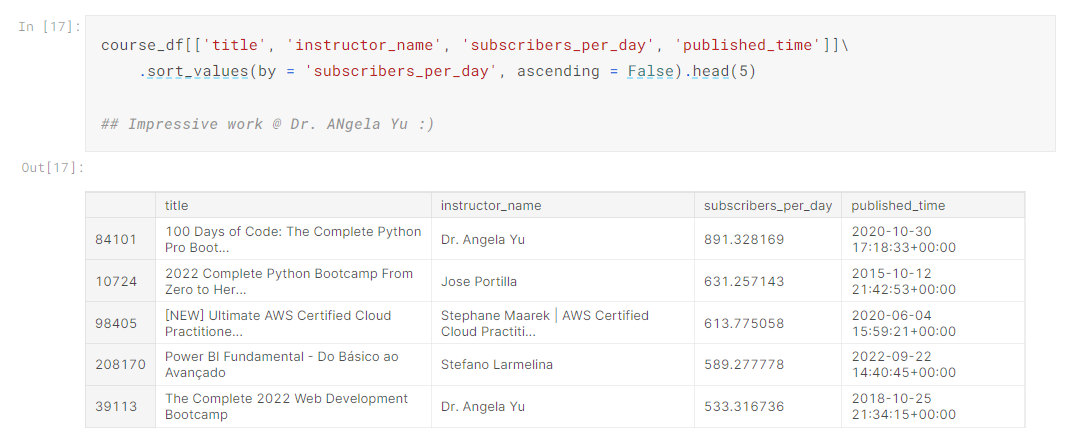 In [17]:
course_df[['title', 'instructor_name', 'subscribers_per_day', 'published_time']]\
.sort_values(by = 'subscribers_per_day', ascending = False).head(5)
## Impressive work @ Dr. ANgela Yu :)
Out[17]:
title instructor_name subscribers_per_day published_time
84101 100 Days of Code: The Complete Python Pro Boot... Dr. Angela Yu 891.328169 2020-10-30 17:18:33+00:00
10724 2022 Complete Python Bootcamp From Zero to Her... Jose Portilla 631.257143 2015-10-12 21:42:53+00:00
98405 [NEW] Ultimate AWS Certified Cloud Practitione... Stephane Maarek | AWS Certified Cloud Practiti... 613.775058 2020-06-04 15:59:21+00:00
208170 Power BI Fundamental - Do Básico ao Avançado Stefano Larmelina 589.277778 2022-09-22 14:40:45+00:00
39113 The Complete 2022 Web Development Bootcamp Dr. Angela Yu 533.316736 2018-10-25 21:34:15+00:00